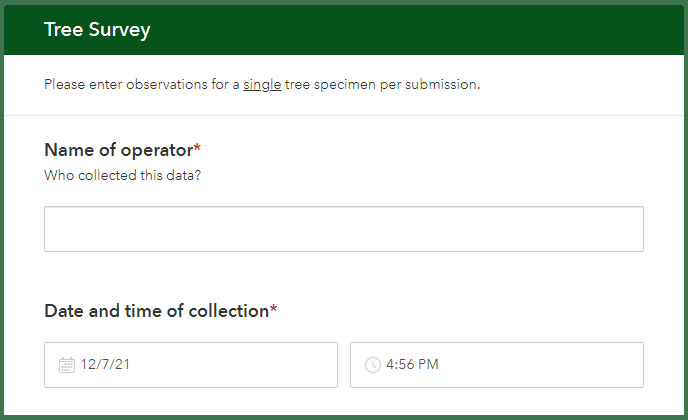 Tree Survey
Please enter observations for a single tree specimen per submission.
Name of operator*
Who collected this data?
Date and time of collection*
12/7/21 4:56 PM